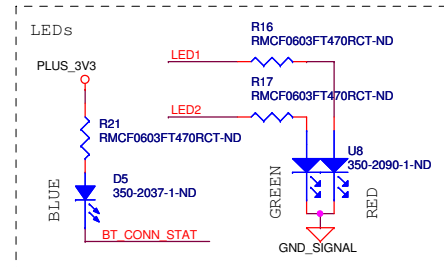 LEDs
R16
RMCF0603FT470RCT-ND
PLUS_3V3
LED1
R17
RMCF0603FT470RCT-ND
LED2
R21
RMCF0603FT470RCT-ND
U8
350-2090-1-ND
D5
350-2037-1-ND
BLUE
GREEN
RED
BT_CONN_STAT
GND_SIGNAL